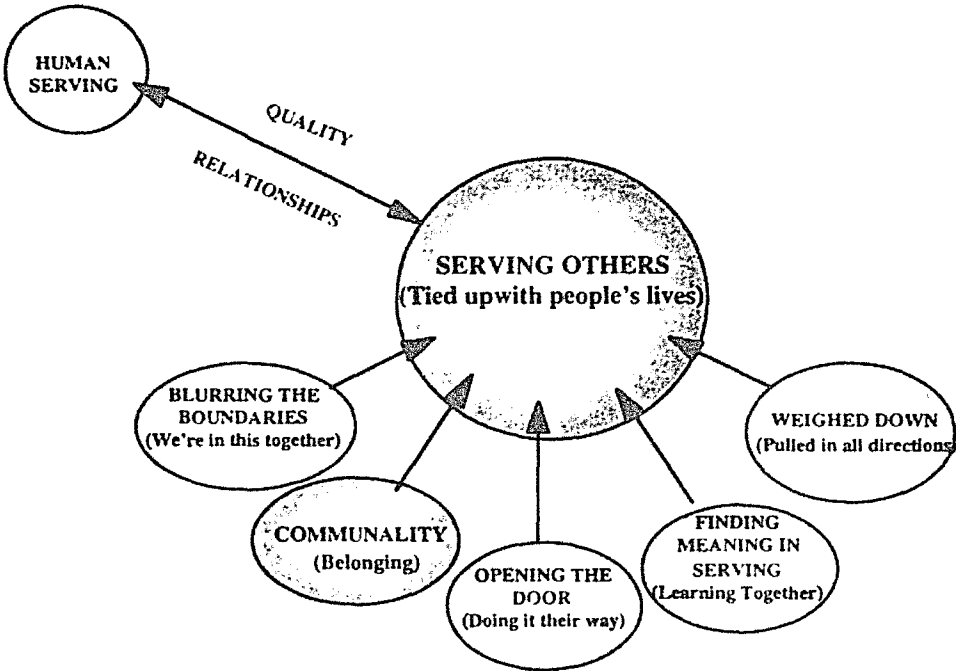 HUMAN
SERVING
QUALITY
RELATIONSHIPS
SERVING OTHERS
(Tied upwith people's lives)
BLURRING THE
BOUNDARIES
(We're in this together)
COMMUNALITY
(Belonging)
OPENING THE
DOOR
(Doing it their way)
FINDING
MEANING IN
SERVING
(Learning Together)
WEIGHED DOWN
(Pulled in all directions